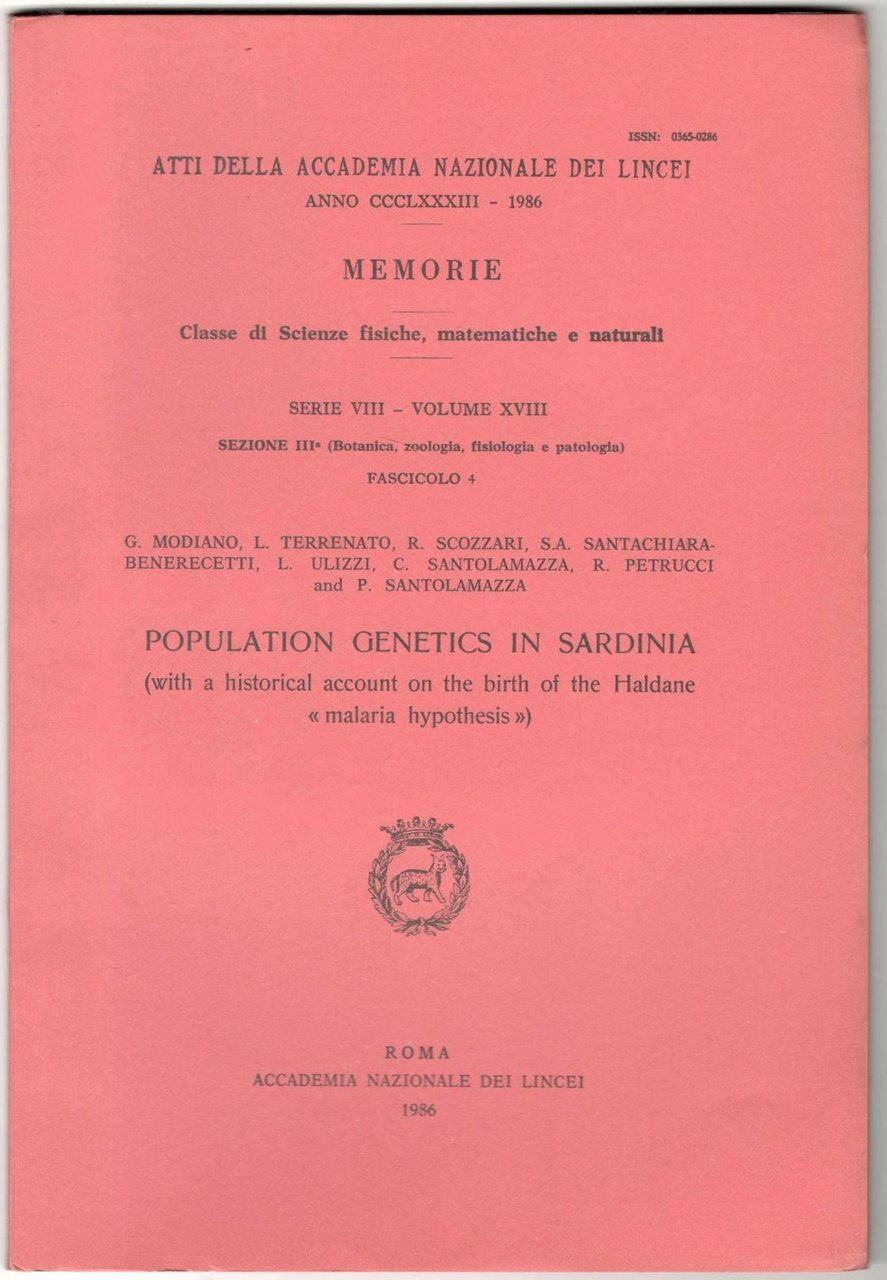 ISSN: 0365-0286
ATTI DELLA ACCADEMIA NAZIONALE DEI LINCEI
ANNO CCCLXXXIII – 1986
MEMORIE
Classe di Scienze fisiche, matematiche e naturali
SERIE VIII – VOLUME XVIII
SEZIONE IIIª (Botanica, zoologia, fisiologia e patologia)
FASCICOLO 4
G. MODIANO, L. TERRENATO, R. SCOZZARI, S.A. SANTACHIARA-
BENERECETTI, L. ULIZZI, C. SANTOLAMAZZA, R. PETRUCCI
and P. SANTOLAMAZZA
POPULATION GENETICS IN SARDINIA
(with a historical account on the birth of the Haldane
« malaria hypothesis »)
ROMA
ACCADEMIA NAZIONALE DEI LINCEI
1986